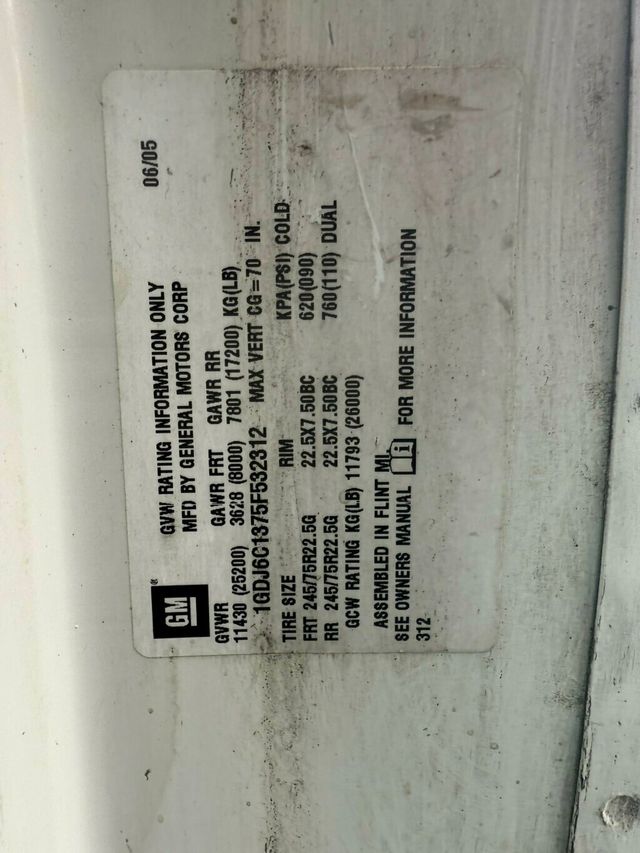 GM®
GVW RATING INFORMATION ONLY 06/05
MFD BY GENERAL MOTORS CORP
GVWR GAWR FRT GAWR RR
11430 (25200) 3628 (8000) 7801 (17200) KG(LB)
1GDJ6C1375F532312 MAX VERT CG=70 IN.
TIRE SIZE RIM KPA(PSI) COLD
FRT 245/75R22.5G 22.5X7.50BC 620(090)
RR 245/75R22.5G 22.5X7.50BC 760(110) DUAL
GCW RATING KG(LB) 11793 (26000)
ASSEMBLED IN FLINT MI.
SEE OWNERS MANUAL i FOR MORE INFORMATION
312